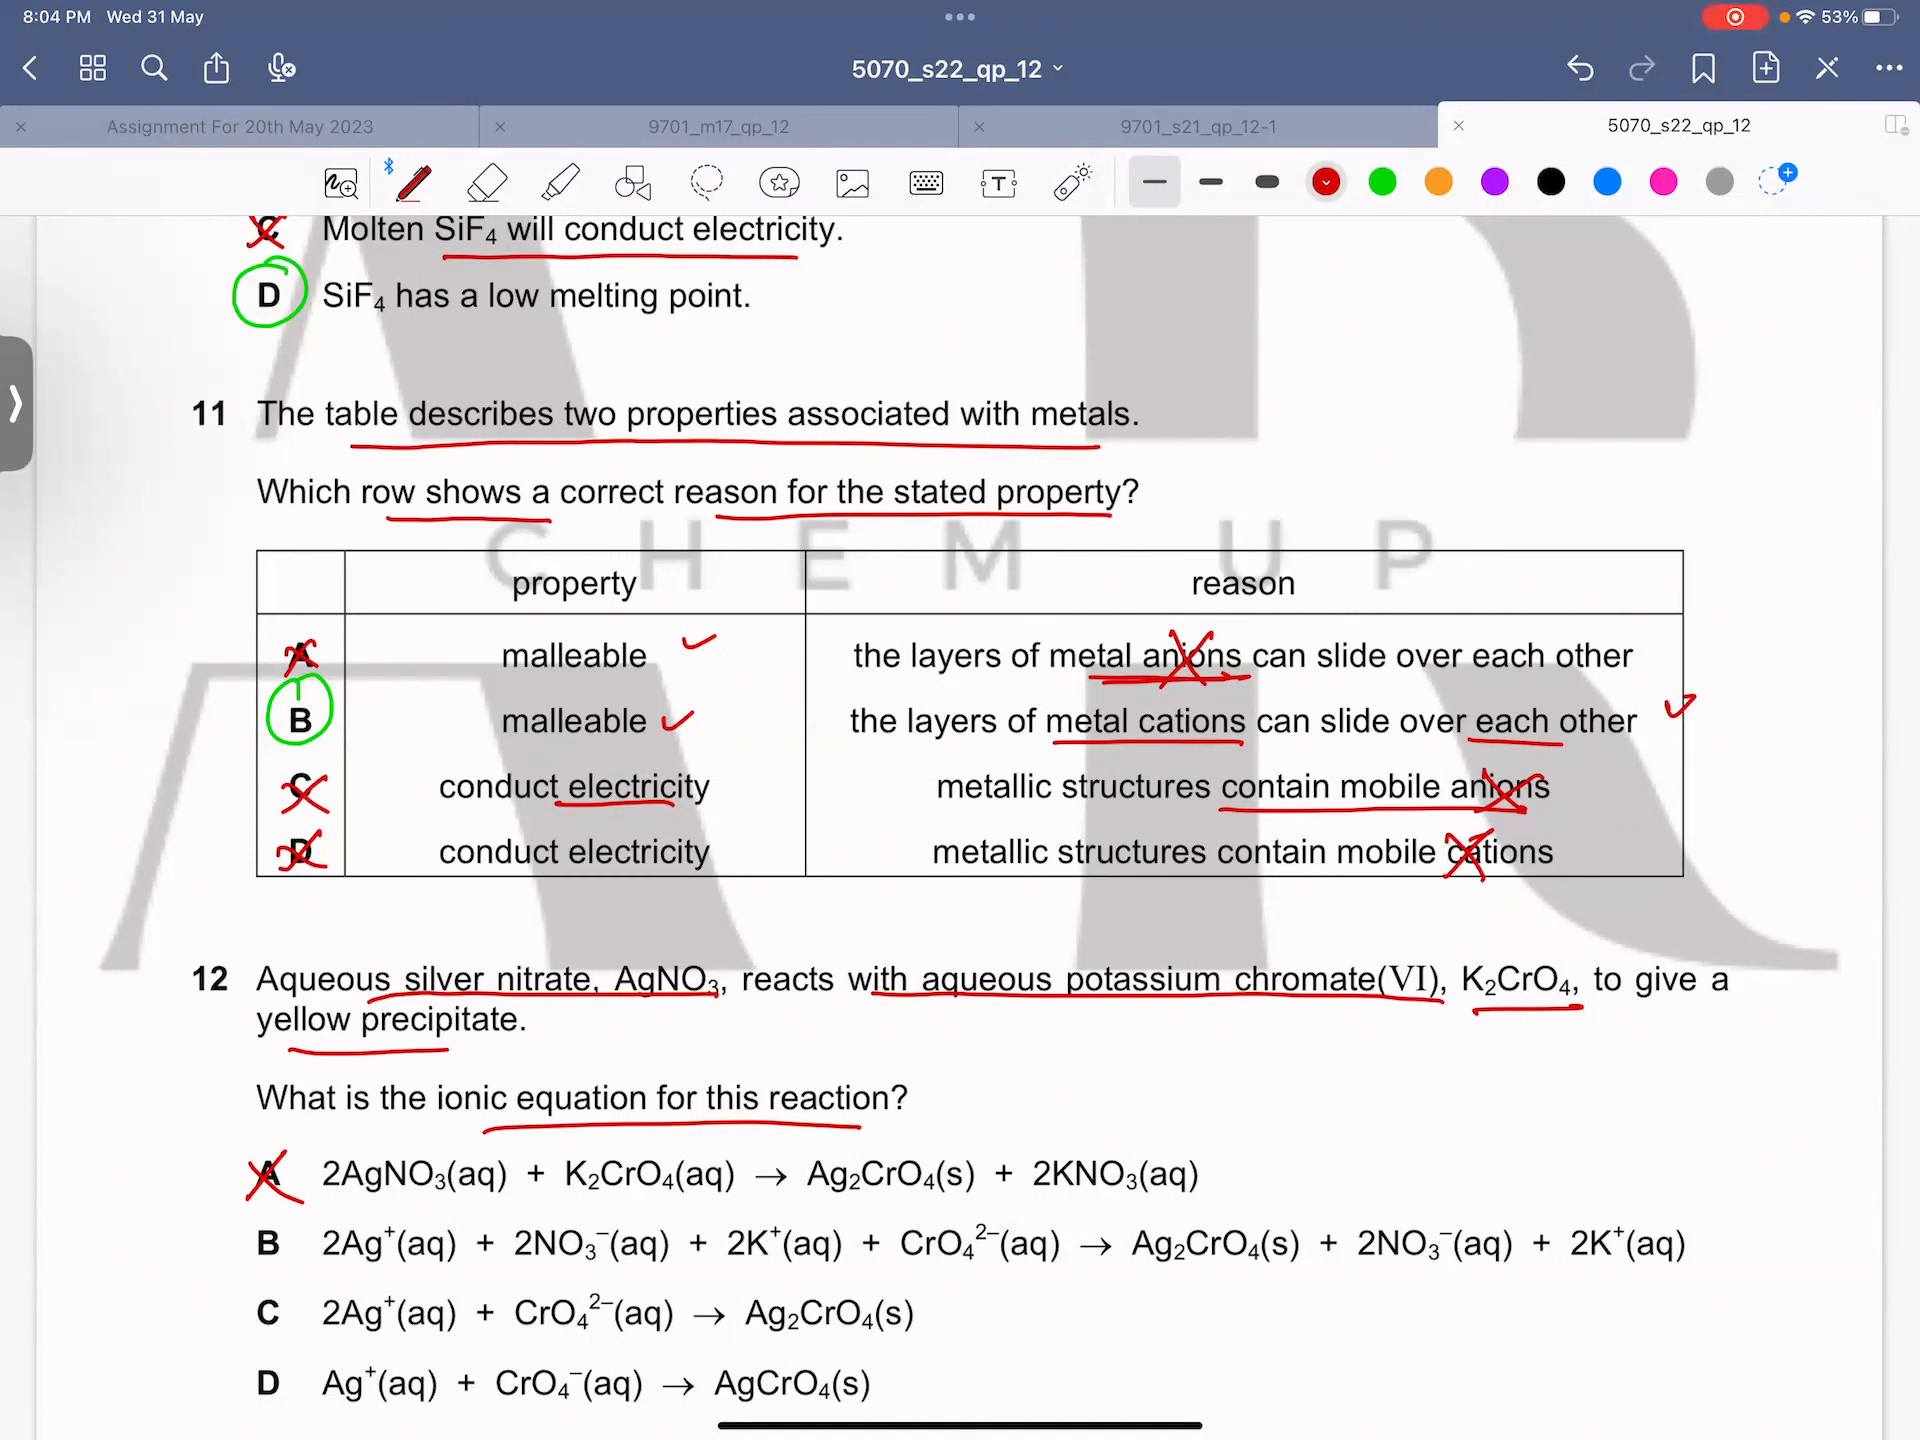 8:04 PM Wed 31 May
53%
5070_s22_qp_12
Assignment For 20th May 2023
9701_m17_qp_12
9701_s21_qp_12-1
5070_s22_qp_12
C Molten SiF₄ will conduct electricity.
D SiF₄ has a low melting point.
11 The table describes two properties associated with metals.
Which row shows a correct reason for the stated property?
CHEM UP
property reason
A malleable the layers of metal anions can slide over each other
B malleable the layers of metal cations can slide over each other
C conduct electricity metallic structures contain mobile anions
D conduct electricity metallic structures contain mobile cations
12 Aqueous silver nitrate, AgNO₃, reacts with aqueous potassium chromate(VI), K₂CrO₄, to give a
yellow precipitate.
What is the ionic equation for this reaction?
A 2AgNO₃(aq) + K₂CrO₄(aq) → Ag₂CrO₄(s) + 2KNO₃(aq)
B 2Ag⁺(aq) + 2NO₃⁻(aq) + 2K⁺(aq) + CrO₄²⁻(aq) → Ag₂CrO₄(s) + 2NO₃⁻(aq) + 2K⁺(aq)
C 2Ag⁺(aq) + CrO₄²⁻(aq) → Ag₂CrO₄(s)
D Ag⁺(aq) + CrO₄⁻(aq) → AgCrO₄(s)